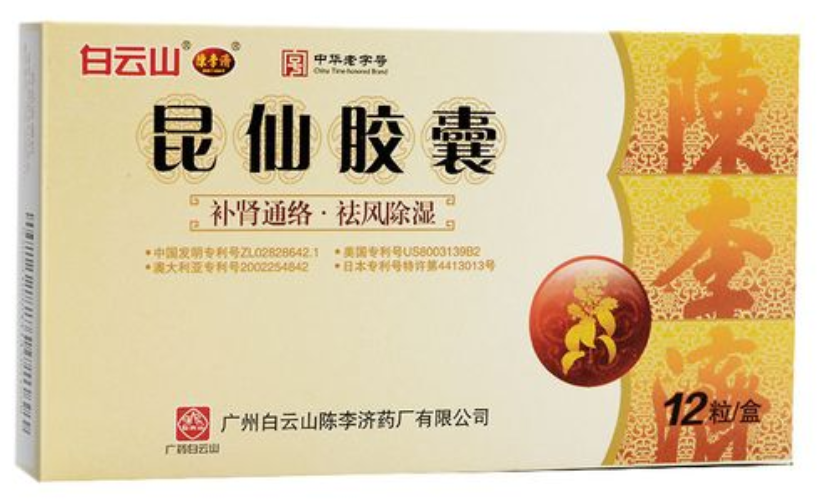 白云山® 陳李濟® 中华老字号
China Time-honored Brand
昆仙胶囊
补肾通络·祛风除湿
•中国发明专利号ZL02828642.1 •美国专利号US8003139B2
•澳大利亚专利号2002254842 •日本专利号特许第4413013号
陳李濟
12粒/盒
广州白云山陈李济药厂有限公司
广药白云山